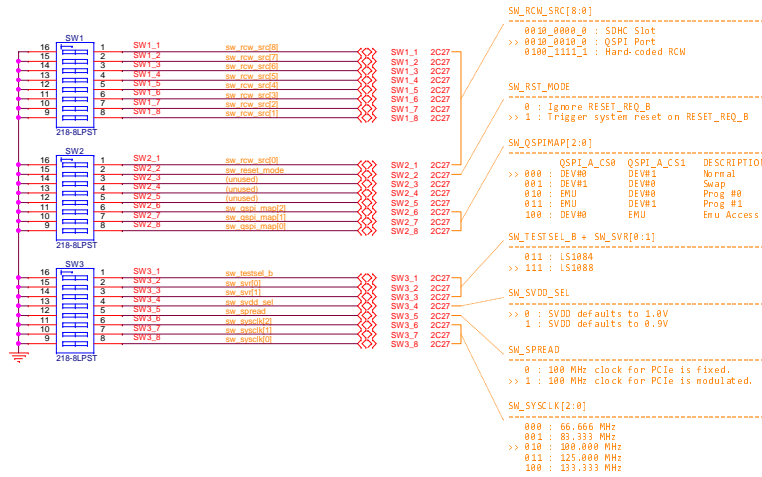 SW1
16 1 SW1_1 sw_rcw_src[8] SW1_1 2C27
15 2 SW1_2 sw_rcw_src[7] SW1_2 2C27
14 3 SW1_3 sw_rcw_src[6] SW1_3 2C27
13 4 SW1_4 sw_rcw_src[5] SW1_4 2C27
12 5 SW1_5 sw_rcw_src[4] SW1_5 2C27
11 6 SW1_6 sw_rcw_src[3] SW1_6 2C27
10 7 SW1_7 sw_rcw_src[2] SW1_7 2C27
9 8 SW1_8 sw_rcw_src[1] SW1_8 2C27
218-8LPST
SW2
16 1 SW2_1 sw_rcw_src[0] SW2_1 2C27
15 2 SW2_2 sw_reset_mode SW2_2 2C27
14 3 SW2_3 (unused) SW2_3 2C27
13 4 SW2_4 (unused) SW2_4 2C27
12 5 SW2_5 (unused) SW2_5 2C27
11 6 SW2_6 sw_qspi_map[2] SW2_6 2C27
10 7 SW2_7 sw_qspi_map[1] SW2_7 2C27
9 8 SW2_8 sw_qspi_map[0] SW2_8 2C27
218-8LPST
SW3
16 1 SW3_1 sw_testsel_b SW3_1 2C27
15 2 SW3_2 sw_svr[0] SW3_2 2C27
14 3 SW3_3 sw_svr[1] SW3_3 2C27
13 4 SW3_4 sw_svdd_sel SW3_4 2C27
12 5 SW3_5 sw_spread SW3_5 2C27
11 6 SW3_6 sw_sysclk[2] SW3_6 2C27
10 7 SW3_7 sw_sysclk[1] SW3_7 2C27
9 8 SW3_8 sw_sysclk[0] SW3_8 2C27
218-8LPST
SW_RCW_SRC[8:0]
0010_0000_0 : SDHC Slot
>> 0010_0010_0 : QSPI Port
0100_1111_1 : Hard-coded RCW
SW_RST_MODE
0 : Ignore RESET_REQ_B
>> 1 : Trigger system reset on RESET_REQ_B
SW_QSPIMAP[2:0]
QSPI_A_CS0 QSPI_A_CS1 DESCRIPTIO
>> 000 : DEV#0 DEV#1 Normal
001 : DEV#1 DEV#0 Swap
010 : EMU DEV#0 Prog #0
011 : EMU DEV#1 Prog #1
100 : DEV#0 EMU Emu Access
SW_TESTSEL_B + SW_SVR[0:1]
011 : LS1084
>> 111 : LS1088
SW_SVDD_SEL
>> 0 : SVDD defaults to 1.0V
1 : SVDD defaults to 0.9V
SW_SPREAD
0 : 100 MHz clock for PCIe is fixed.
>> 1 : 100 MHz clock for PCIe is modulated.
SW_SYSCLK[2:0]
000 : 66.666 MHz
001 : 83.333 MHz
>> 010 : 100.000 MHz
011 : 125.000 MHz
100 : 133.333 MHz